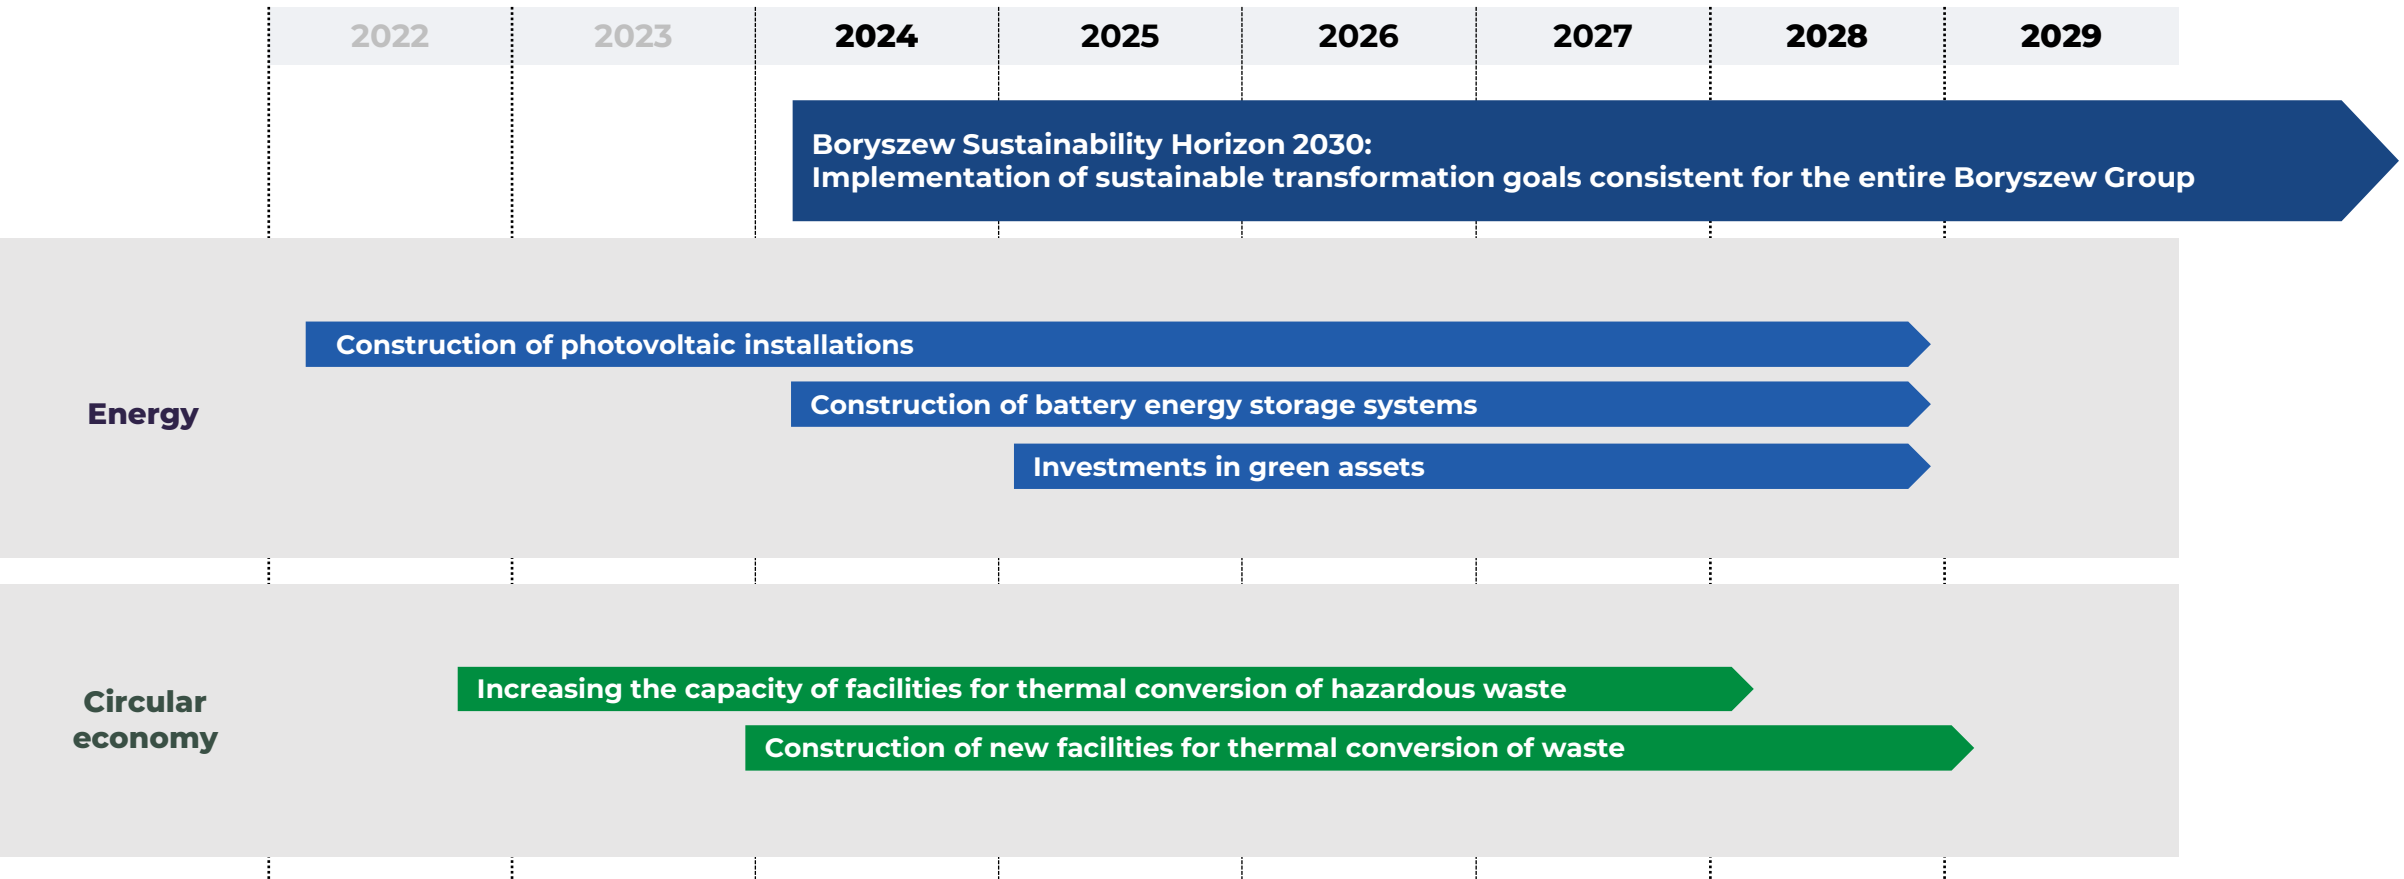 2022 2023 2024 2025 2026 2027 2028 2029
Boryszew Sustainability Horizon 2030:
Implementation of sustainable transformation goals consistent for the entire Boryszew Group
Energy
Construction of photovoltaic installations
Construction of battery energy storage systems
Investments in green assets
Circular
economy
Increasing the capacity of facilities for thermal conversion of hazardous waste
Construction of new facilities for thermal conversion of waste